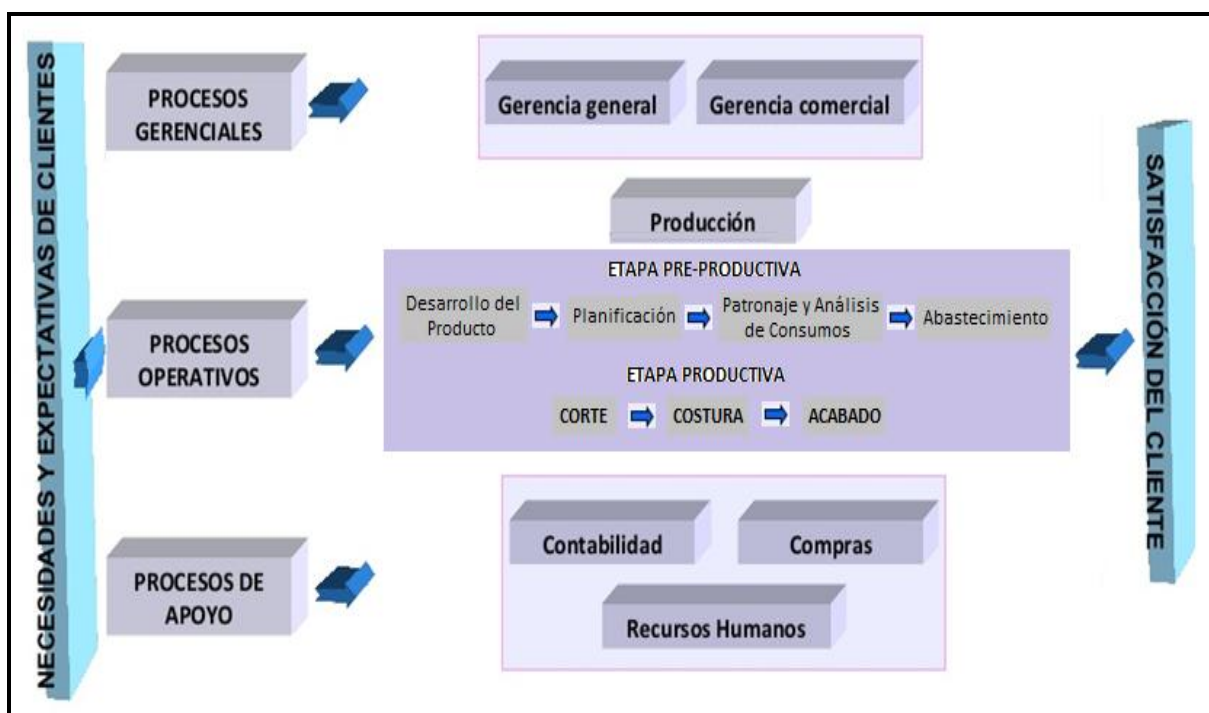 NECESIDADES Y EXPECTATIVAS DE CLIENTES
PROCESOS
GERENCIALES
Gerencia general
Gerencia comercial
PROCESOS
OPERATIVOS
Producción
ETAPA PRE-PRODUCTIVA
Desarrollo del
Producto
Planificación
Patronaje y Análisis
de Consumos
Abastecimiento
ETAPA PRODUCTIVA
CORTE
COSTURA
ACABADO
PROCESOS DE
APOYO
Contabilidad
Compras
Recursos Humanos
SATISFACCIÓN DEL CLIENTE